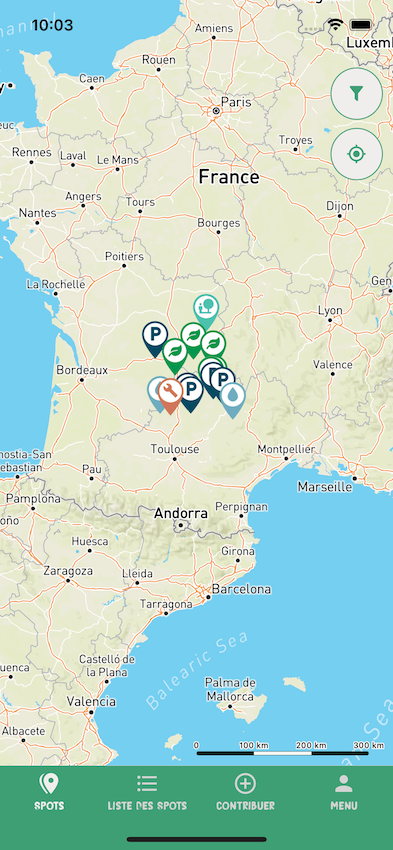 10:03
Amiens
Luxem
Rouen
Caen
Paris
Rennes
Laval
Le Mans
Troyes
France
Angers
Nantes
Tours
Dijon
Bourges
Poitiers
La Rochelle
Gen
Lyon
P
Valence
Bordeaux
P
P
Toulouse
Montpellier
Marseille
Pau
Pamplona
Andorra
Perpignan
Huesca
Girona
Zaragoza
Lleida
Barcelona
Tarragona
Castelló de
la Plana
Balearic Sea
Palma de
Mallorca
Valencia
Albacete
0 100 km 200 km 300 km
SPOTS LISTE DES SPOTS CONTRIBUER MENU